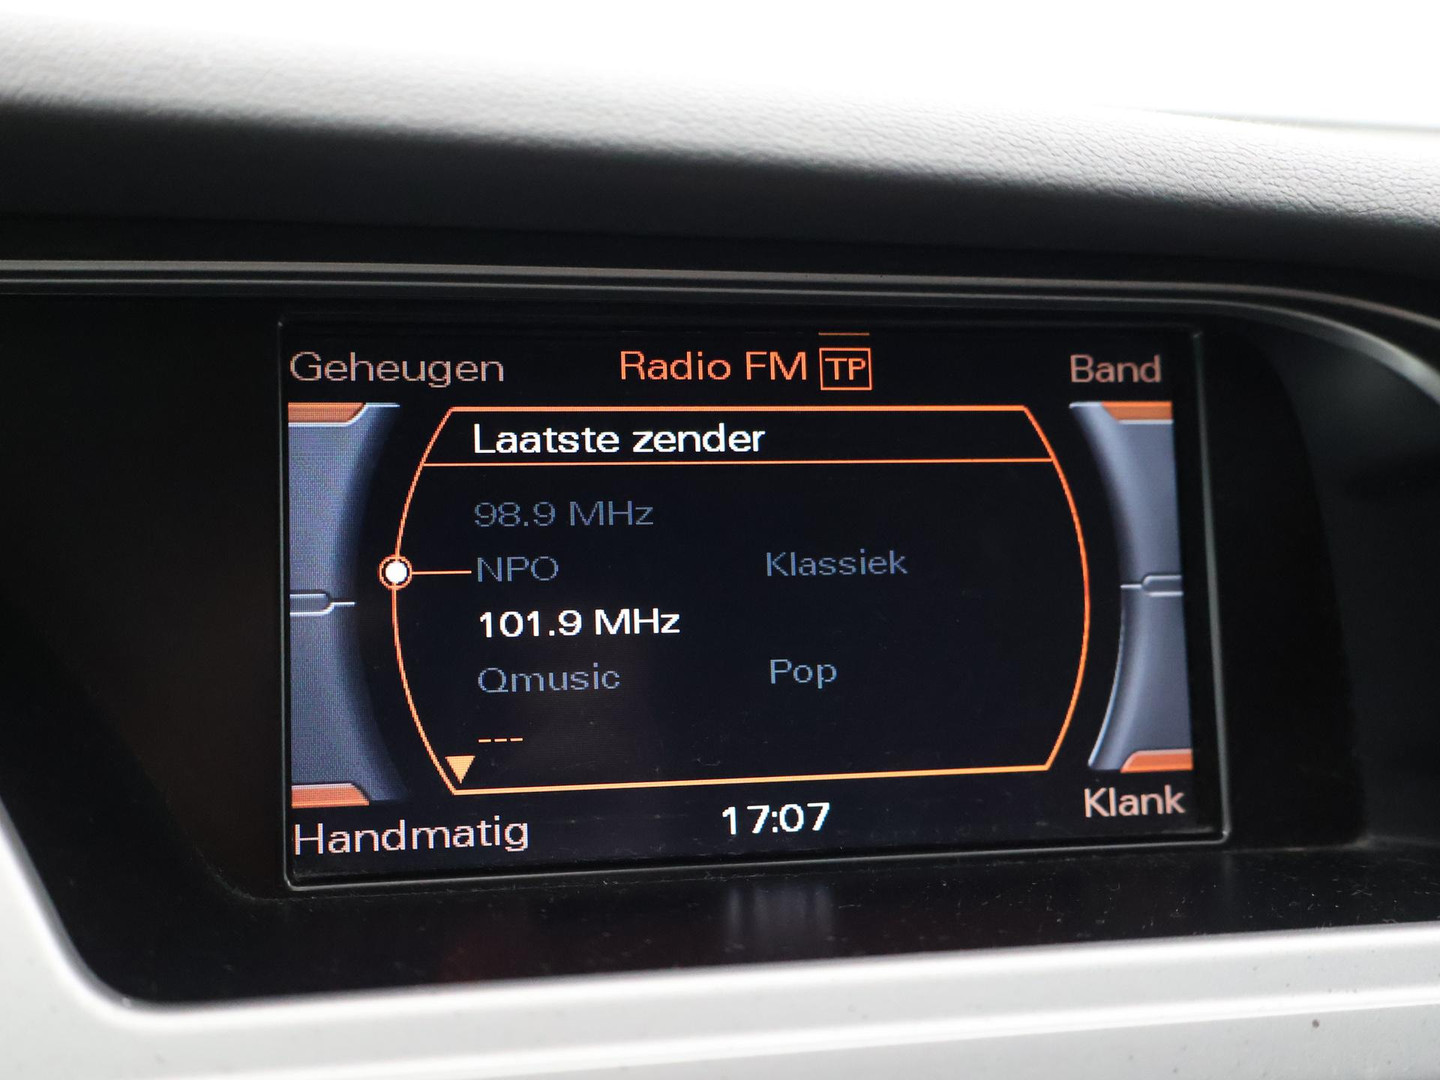 Geheugen Radio FM TP Band
Laatste zender
98.9 MHz
NPO Klassiek
101.9 MHz
Qmusic Pop
---
Handmatig 17:07 Klank